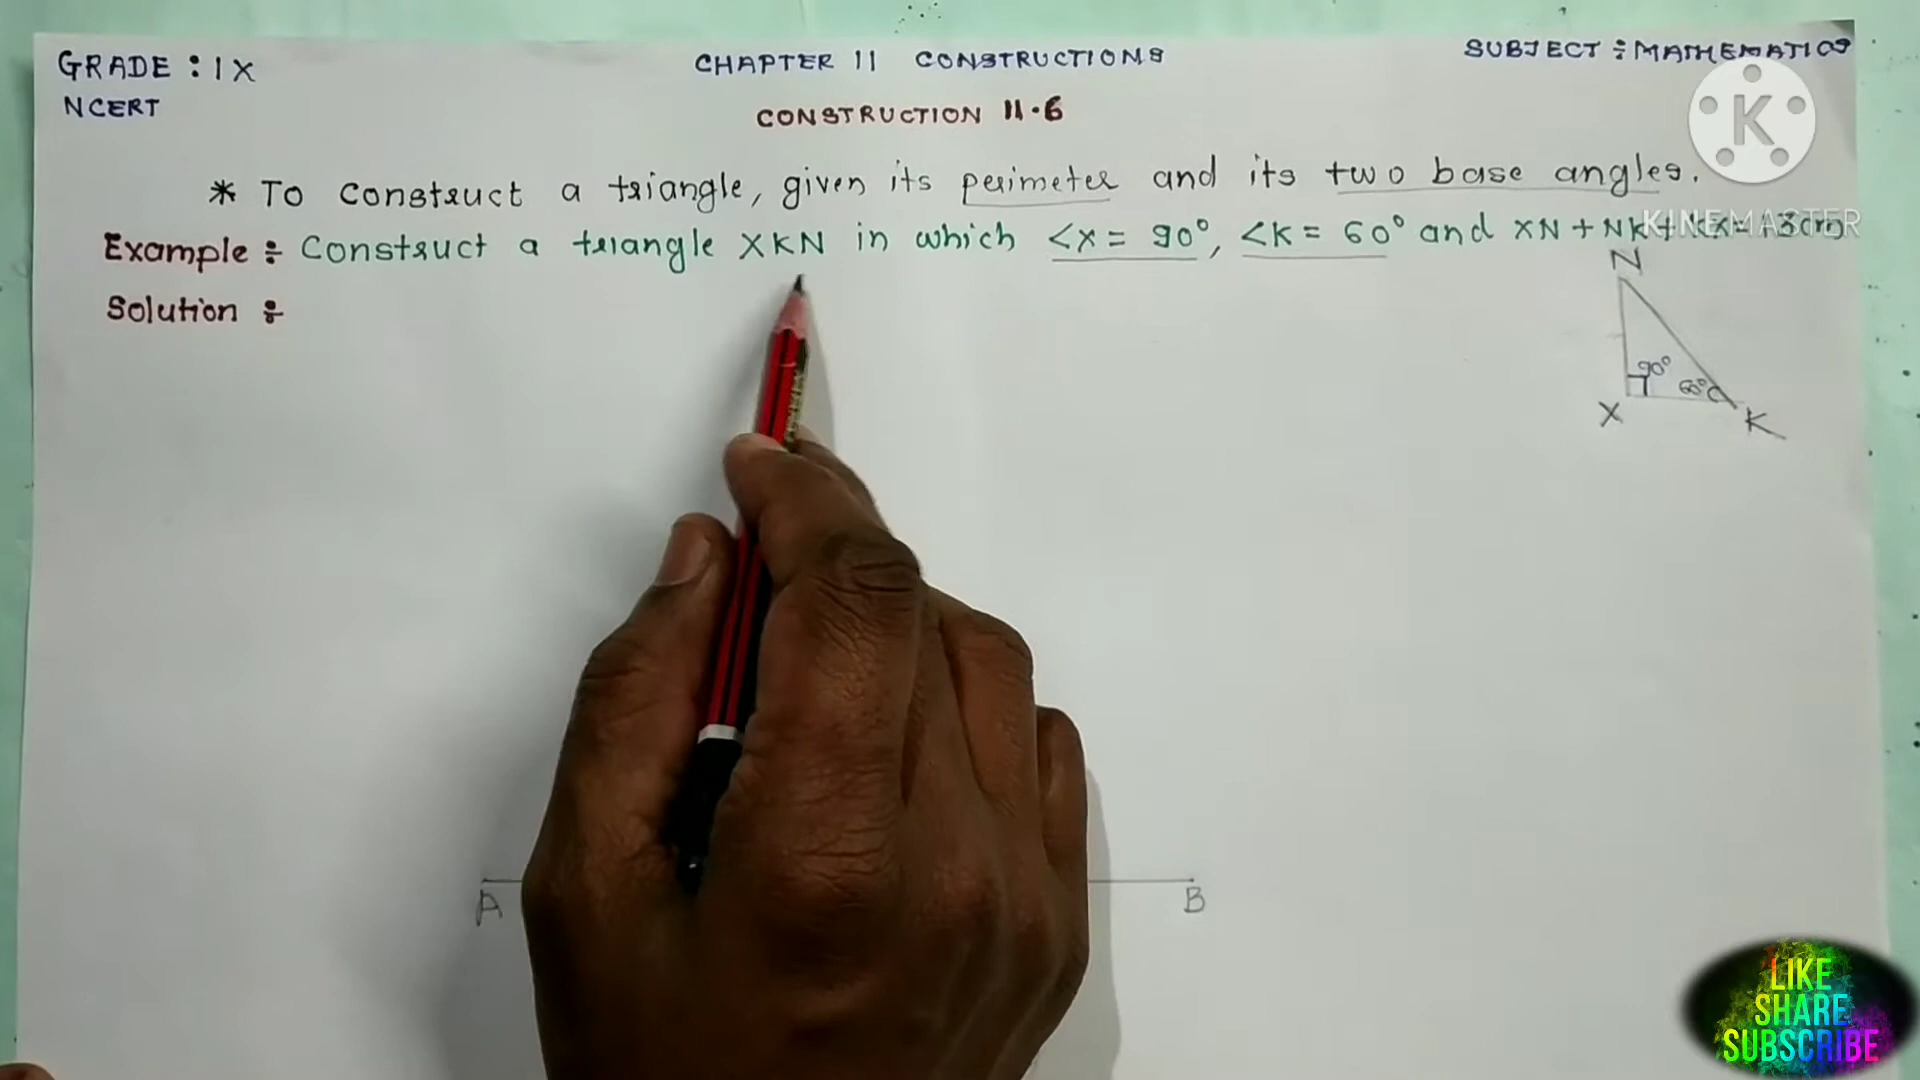 GRADE : IX
CHAPTER 11 CONSTRUCTIONS
SUBJECT : MATHEMATICS
NCERT
CONSTRUCTION 11.6
K
* To construct a triangle, given its perimeter and its two base angles.
KINEMASTER
Example :- Construct a triangle XKN in which <X = 90°, <K = 60° and XN + NK + KX = 13cm
Solution :-
N
90°
60°
X
K
A
B
LIKE
SHARE
SUBSCRIBE